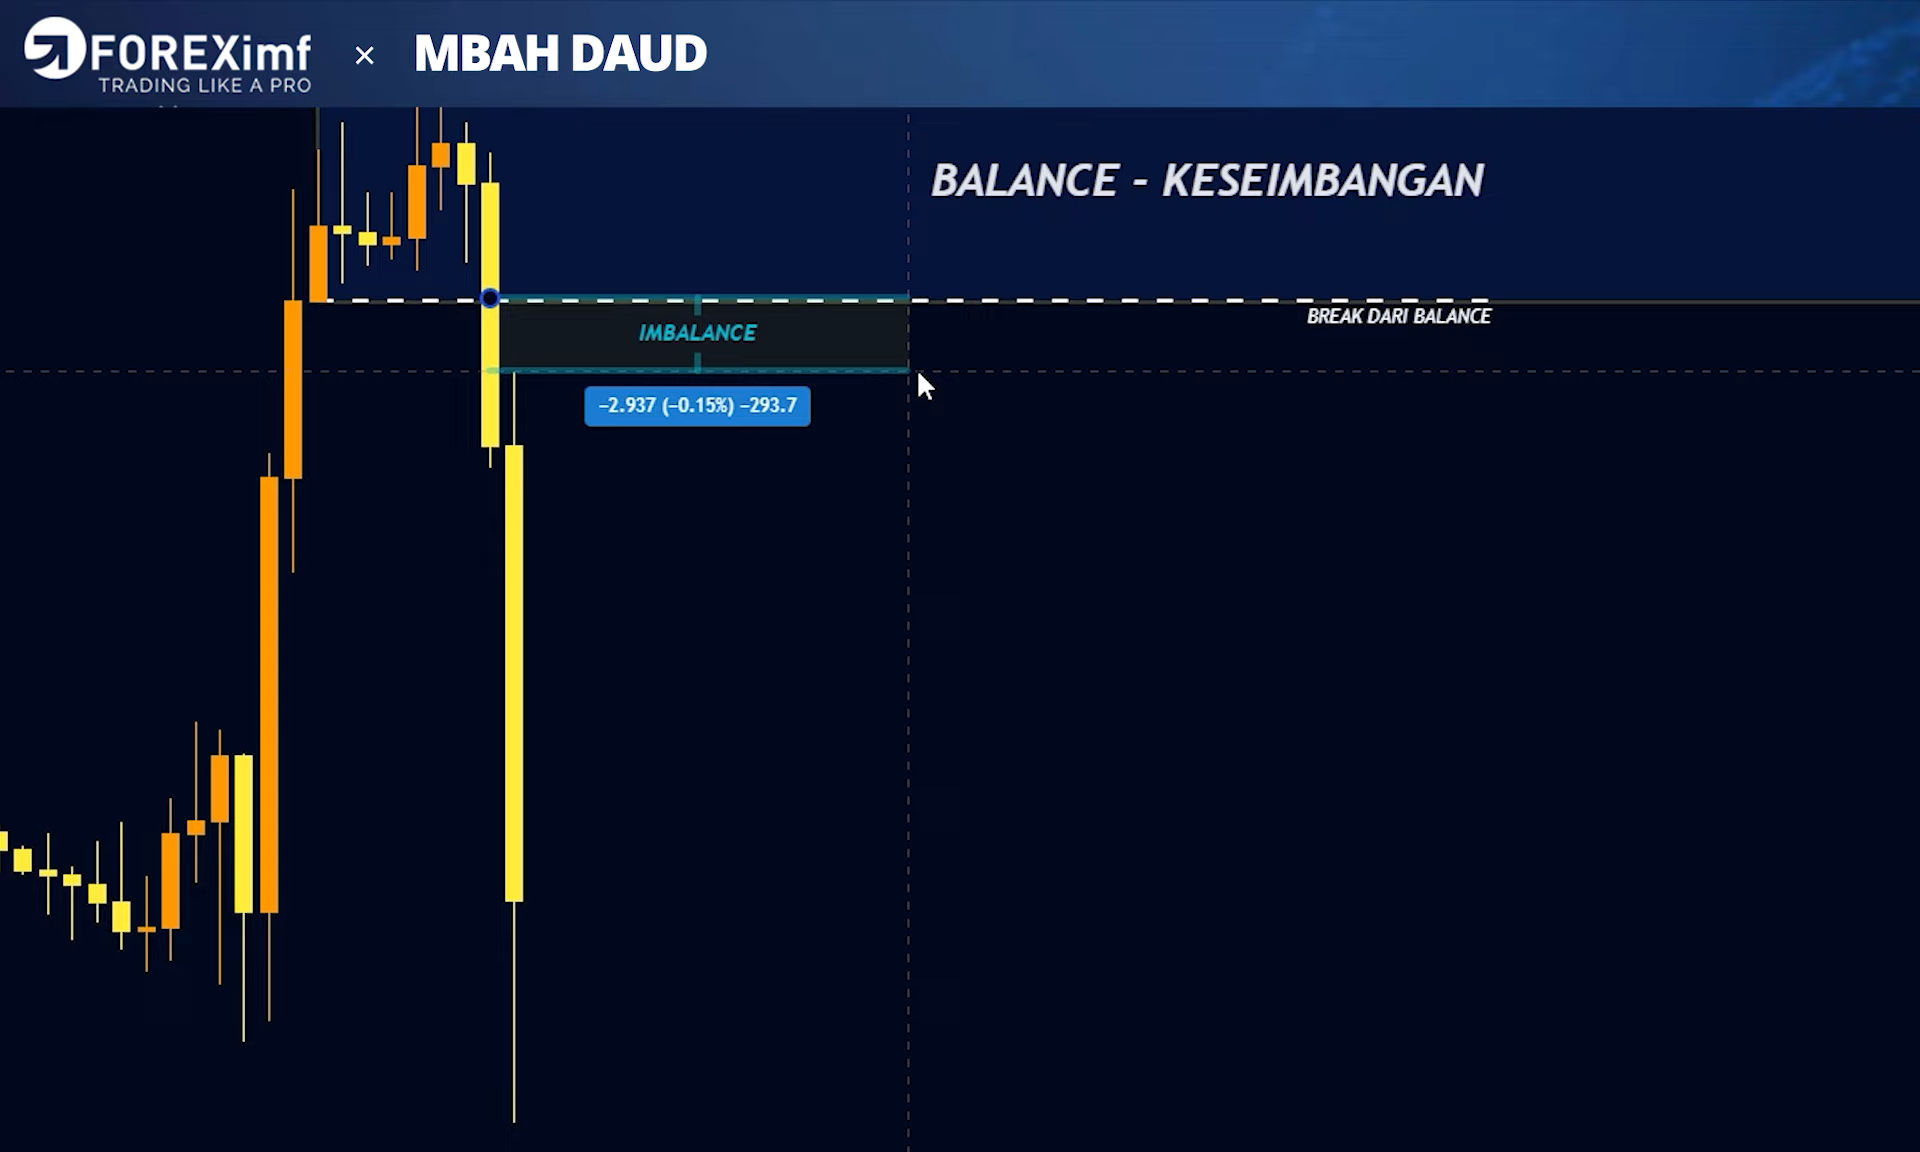 FOREXimf × MBAH DAUD
TRADING LIKE A PRO
BALANCE - KESEIMBANGAN
BREAK DARI BALANCE
IMBALANCE
−2.937 (−0.15%) −293.7